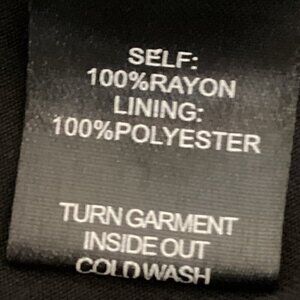 SELF:
100%RAYON
LINING:
100%POLYESTER
TURN GARMENT
INSIDE OUT
COLD WASH